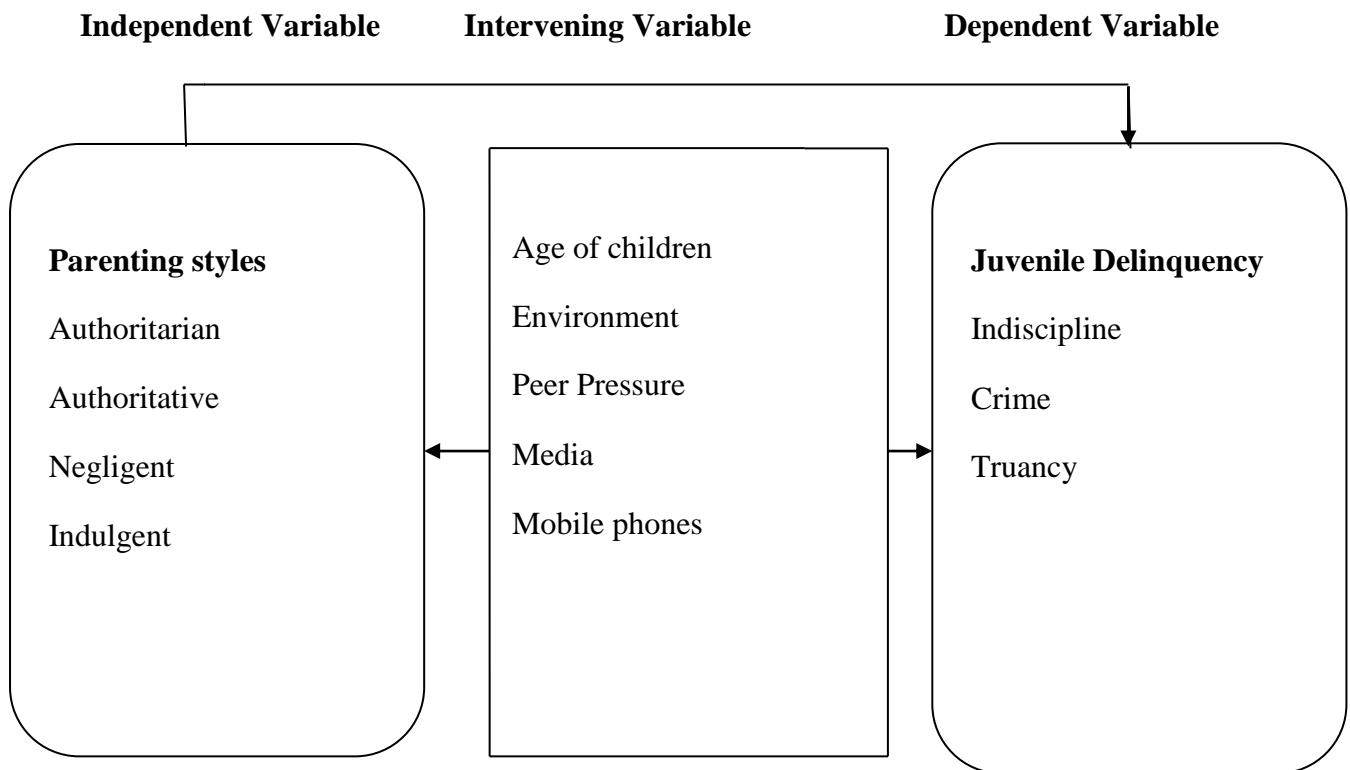 Independent Variable Intervening Variable Dependent Variable
Parenting styles
Authoritarian
Authoritative
Negligent
Indulgent
Age of children
Environment
Peer Pressure
Media
Mobile phones
Juvenile Delinquency
Indiscipline
Crime
Truancy